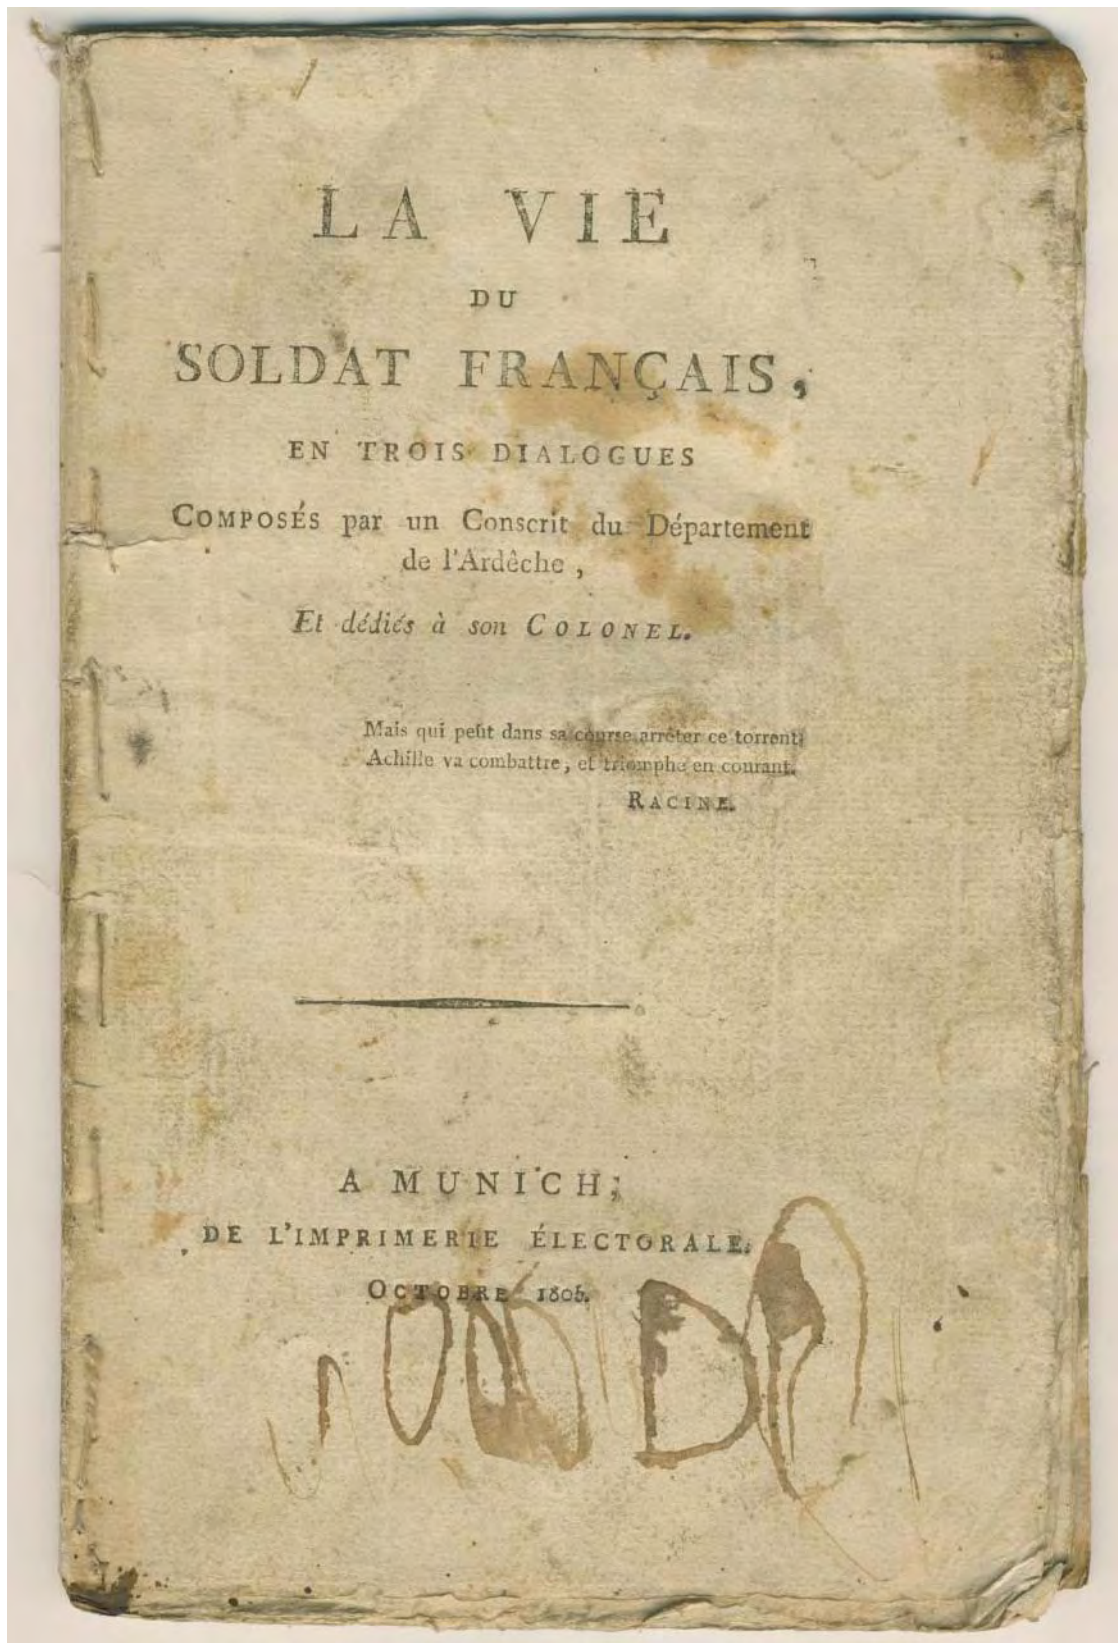 LA VIE
DU
SOLDAT FRANÇAIS,
EN TROIS DIALOGUES
COMPOSÉS par un Conscrit du Département
de l'Ardêche,
Et dédiés à son COLONEL.
Mais qui peut dans sa course arrêter ce torrent;
Achille va combattre, et triomphe en courant.
RACINE.
A MUNICH;
DE L'IMPRIMERIE ÉLECTORALE.
OCTOBRE 1805.